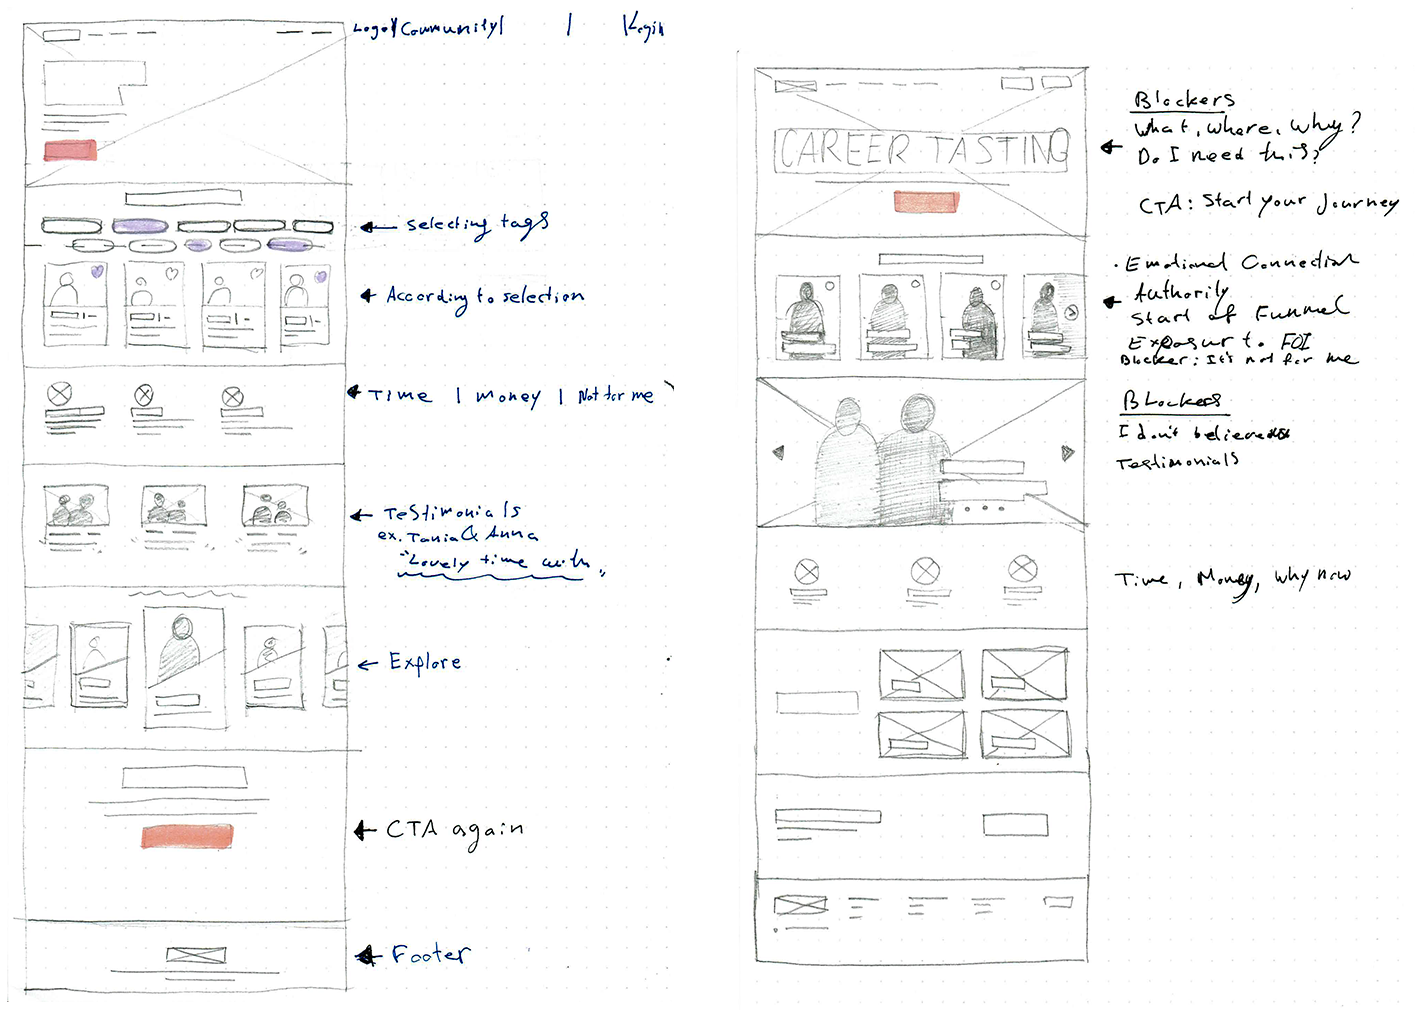 Logo | Community | | | Login
Selecting tags
According to selection
Time | Money | Not for me
Testimonials
ex. Tania & Anna
"Lovely time with,,
Explore
CTA again
Footer
CAREER TASTING
Blockers
What, where, why?
Do I need this?
CTA: Start your Journey
· Emotional Connection
Authority
Start of Funnel
Exposur to FOI
Blocker: It's not for me
Blockers
I don't believe
Testimonials
Time, Money, why now